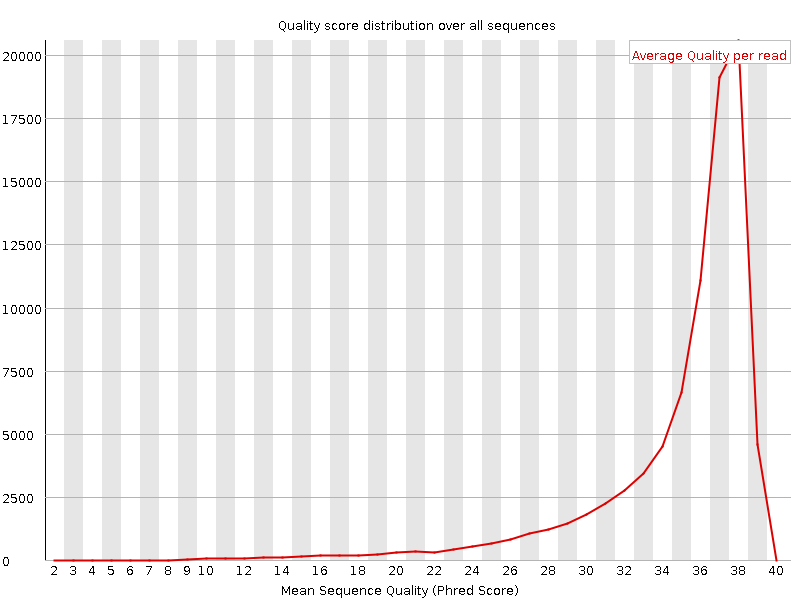 Quality score distribution over all sequences
Average Quality per read
20000
17500
15000
12500
10000
7500
5000
2500
0
2 3 4 5 6 7 8 9 10 12 14 16 18 20 22 24 26 28 30 32 34 36 38 40
Mean Sequence Quality (Phred Score)